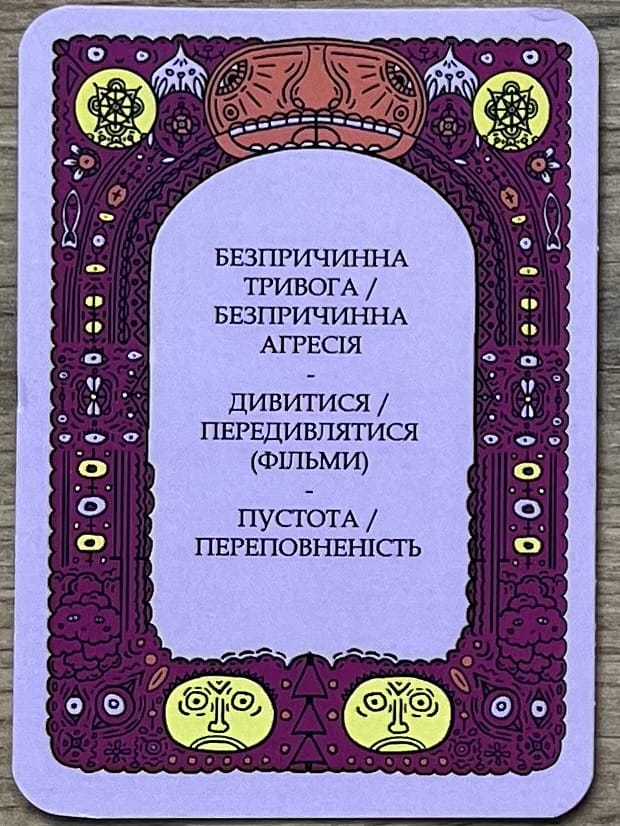 БЕЗПРИЧИННА
ТРИВОГА /
БЕЗПРИЧИННА
АГРЕСІЯ
-
ДИВИТИСЯ /
ПЕРЕДИВЛЯТИСЯ
(ФІЛЬМИ)
-
ПУСТОТА /
ПЕРЕПОВНЕНІСТЬ